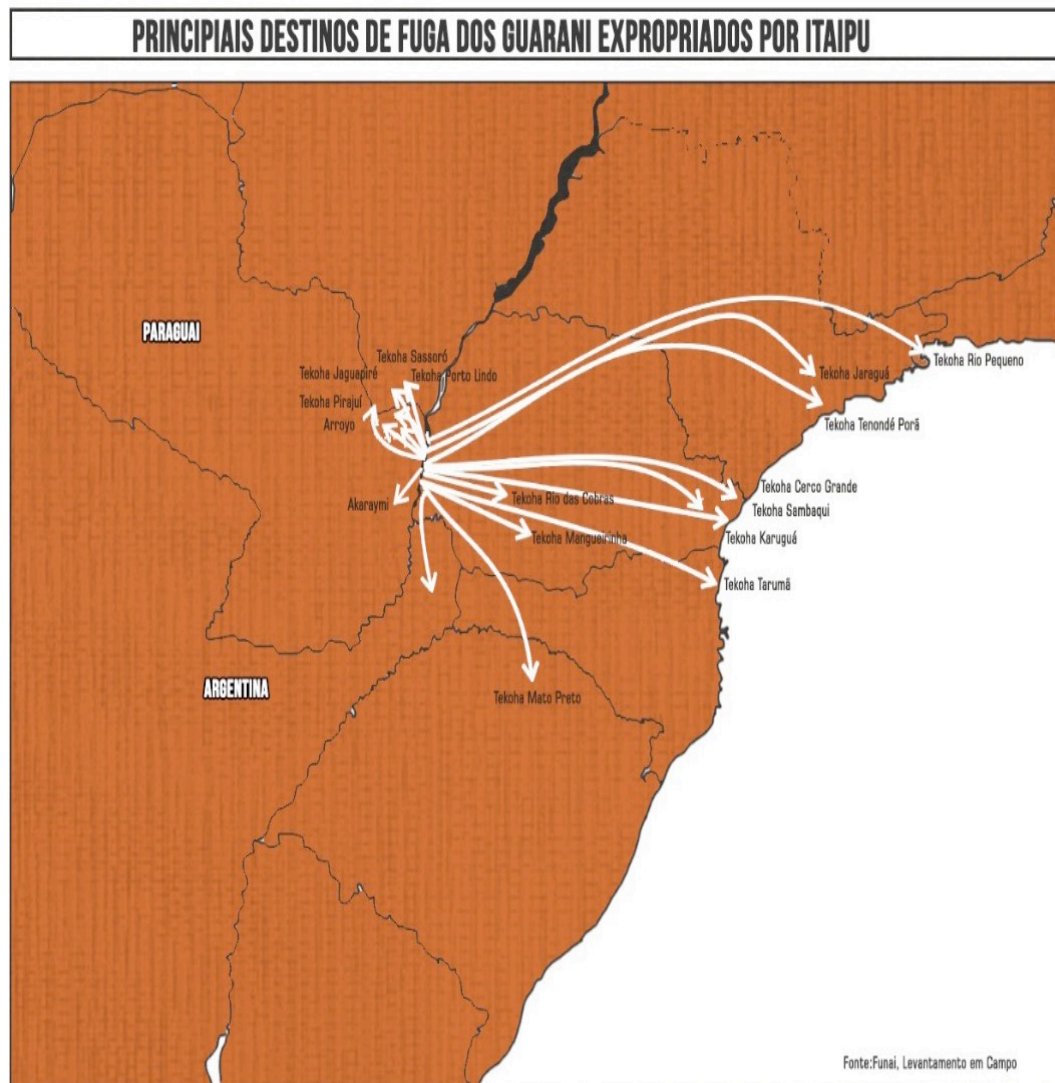 PRINCIPIAIS DESTINOS DE FUGA DOS GUARANI EXPROPRIADOS POR ITAIPU
PARAGUAI
Tekoha Sassoró
Tekoha Jaguapiré
Tekoha Porto Lindo
Tekoha Pirajuí
Arroyo
Akaraymi
Tekoha Rio Pequeno
Tekoha Jaraguá
Tekoha Tenondé Porã
Tekoha Cerco Grande
Tekoha Rio das Cobras
Tekoha Sambaqui
Tekoha Mangueirinha
Tekoha Karuguá
Tekoha Tarumã
ARGENTINA
Tekoha Mato Preto
Fonte:Funai, Levantamento em Campo